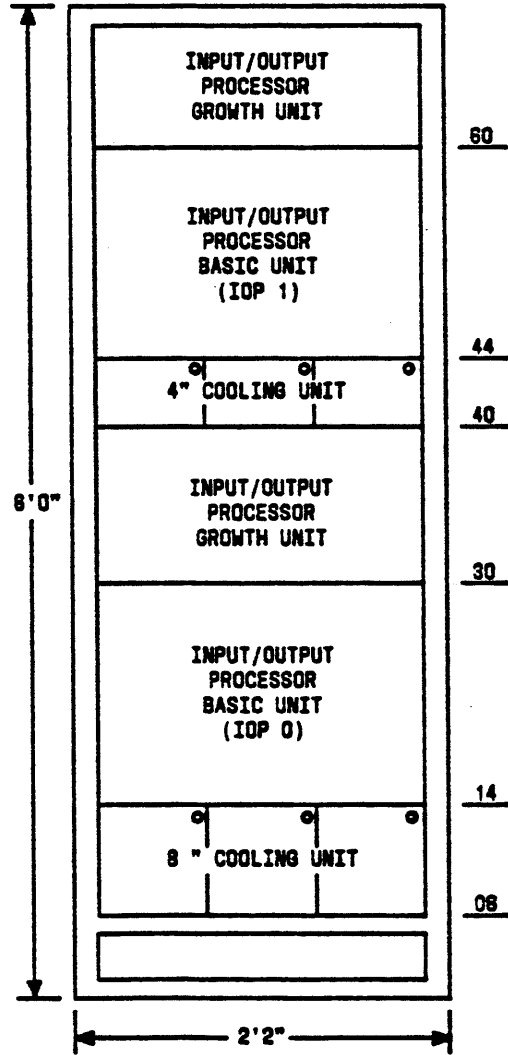 INPUT/OUTPUT
PROCESSOR
GROWTH UNIT
60
INPUT/OUTPUT
PROCESSOR
BASIC UNIT
(IOP 1)
44
4" COOLING UNIT
40
6'0"
INPUT/OUTPUT
PROCESSOR
GROWTH UNIT
30
INPUT/OUTPUT
PROCESSOR
BASIC UNIT
(IOP 0)
14
8 " COOLING UNIT
06
2'2"